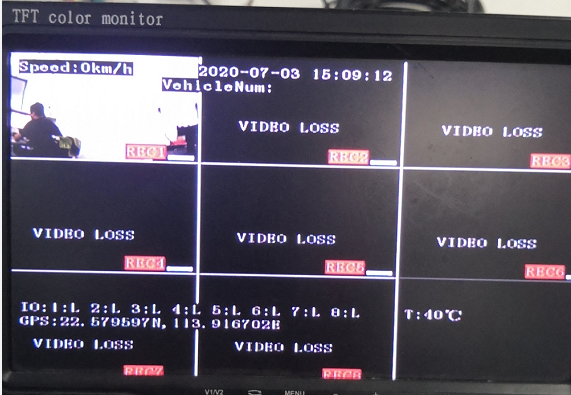 TFT color monitor
Speed:0km/h
2020-07-03 15:09:12
VehicleNum:
REC1
VIDEO LOSS
REC2
VIDEO LOSS
REC3
VIDEO LOSS
REC4
VIDEO LOSS
REC5
VIDEO LOSS
REC6
IO:1:L 2:L 3:L 4:L 5:L 6:L 7:L 8:L
GPS:22.579597N,113.916702E
T:40℃
VIDEO LOSS
REC7
VIDEO LOSS
REC8
V1/V2
MENU